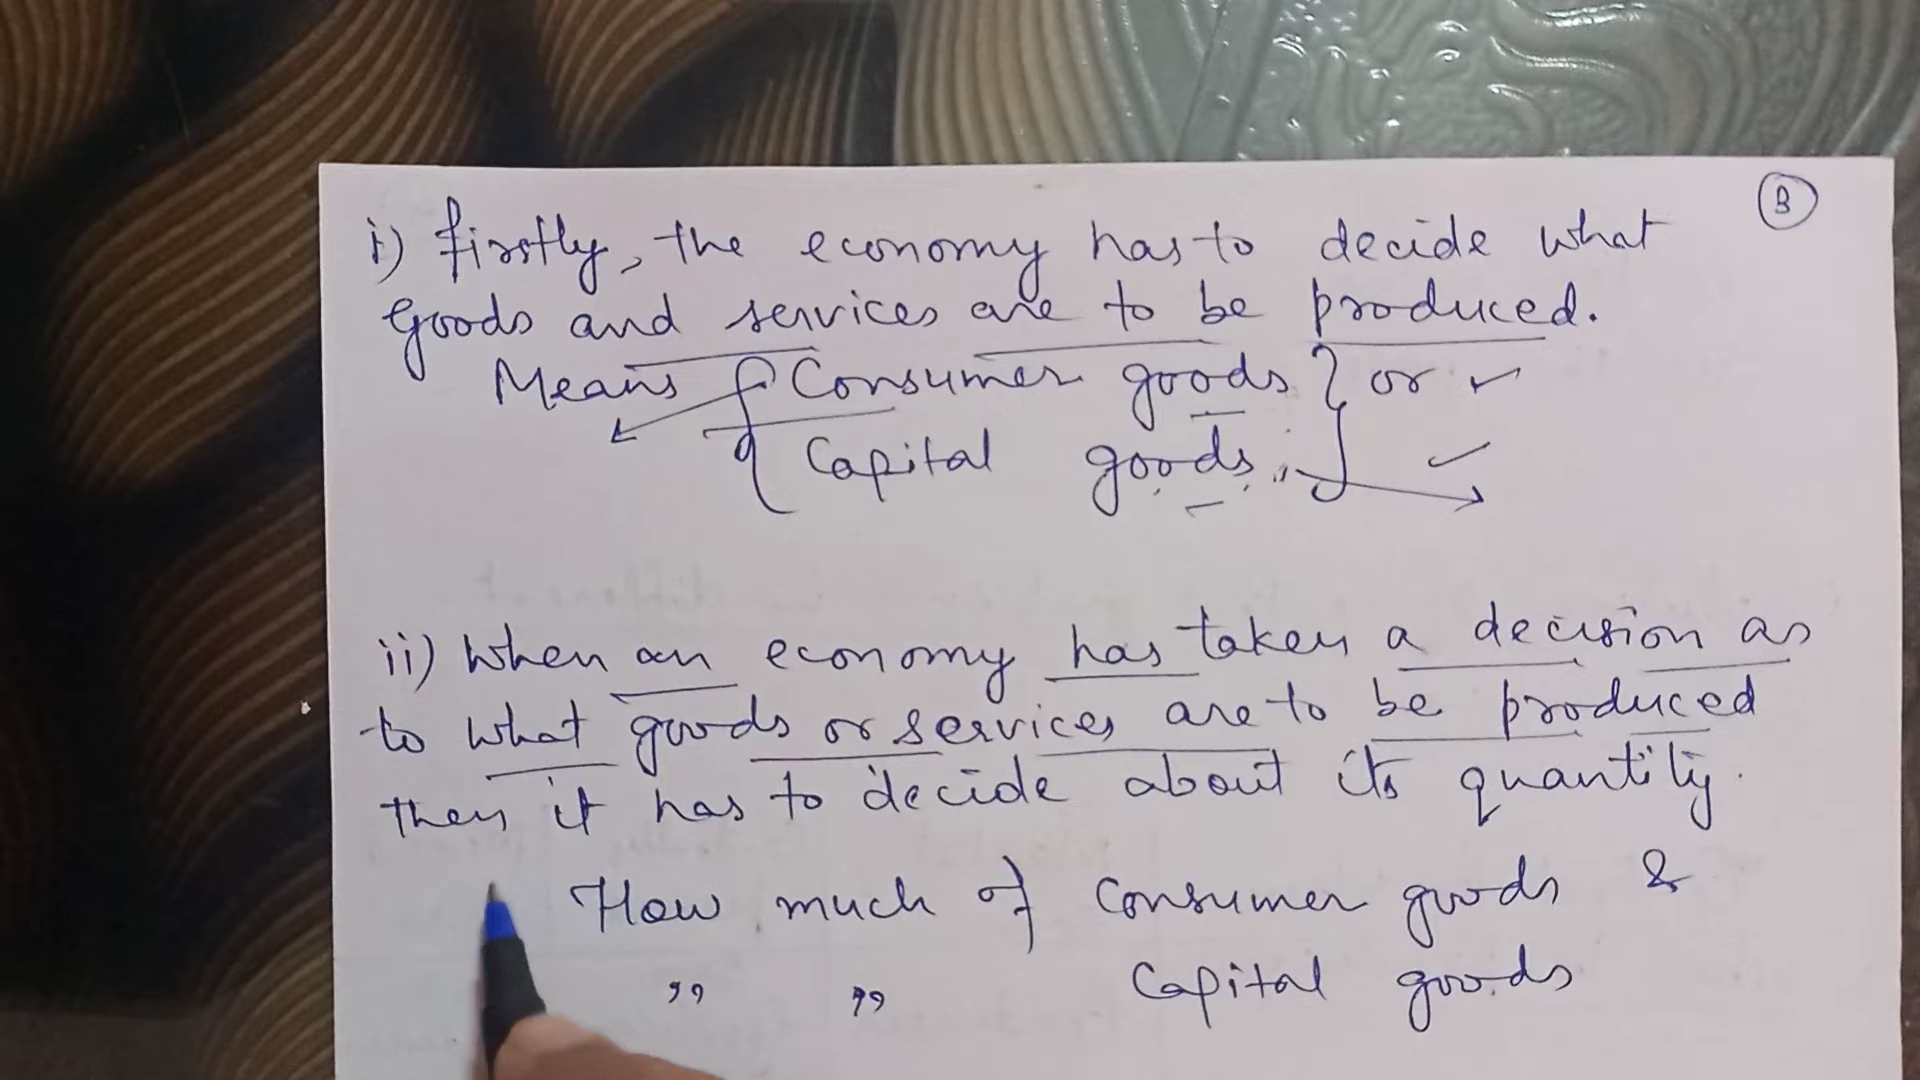 3
i) firstly, the economy has to decide what
goods and services are to be produced.
Means { Consumer goods } or ✓
{ Capital goods } ✓
ii) When an economy has taken a decision as
to what goods or services are to be produced
then it has to decide about its quantity.
How much of Consumer goods &
,, ,, Capital goods